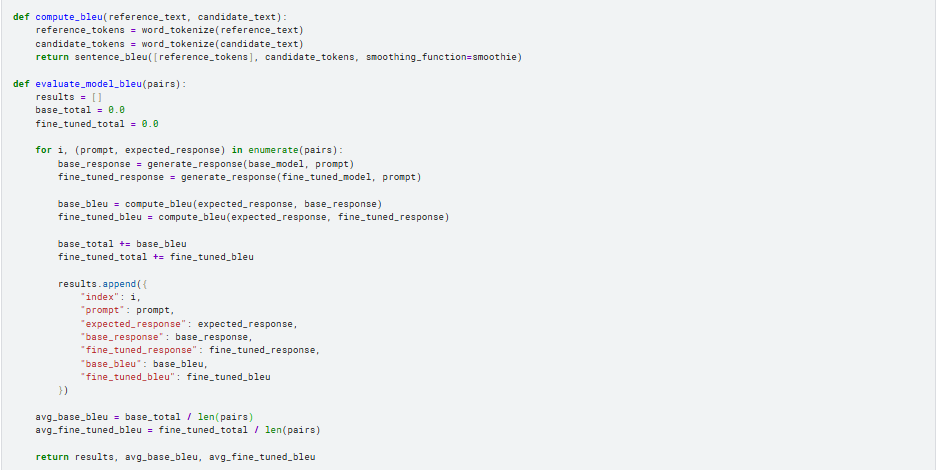 def compute_bleu(reference_text, candidate_text):
    reference_tokens = word_tokenize(reference_text)
    candidate_tokens = word_tokenize(candidate_text)
    return sentence_bleu([reference_tokens], candidate_tokens, smoothing_function=smoothie)

def evaluate_model_bleu(pairs):
    results = []
    base_total = 0.0
    fine_tuned_total = 0.0

    for i, (prompt, expected_response) in enumerate(pairs):
        base_response = generate_response(base_model, prompt)
        fine_tuned_response = generate_response(fine_tuned_model, prompt)

        base_bleu = compute_bleu(expected_response, base_response)
        fine_tuned_bleu = compute_bleu(expected_response, fine_tuned_response)

        base_total += base_bleu
        fine_tuned_total += fine_tuned_bleu

        results.append({
            "index": i,
            "prompt": prompt,
            "expected_response": expected_response,
            "base_response": base_response,
            "fine_tuned_response": fine_tuned_response,
            "base_bleu": base_bleu,
            "fine_tuned_bleu": fine_tuned_bleu
        })

    avg_base_bleu = base_total / len(pairs)
    avg_fine_tuned_bleu = fine_tuned_total / len(pairs)

    return results, avg_base_bleu, avg_fine_tuned_bleu